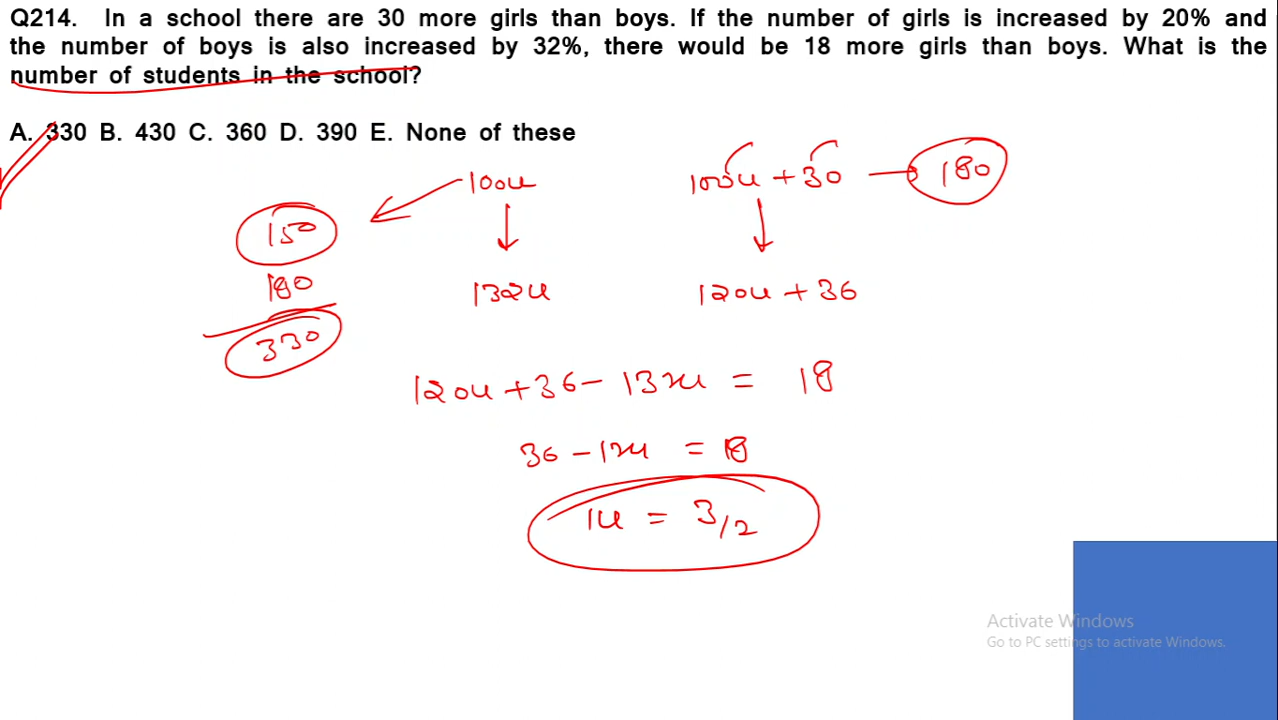 Q214. In a school there are 30 more girls than boys. If the number of girls is increased by 20% and
the number of boys is also increased by 32%, there would be 18 more girls than boys. What is the
number of students in the school?
A. 330 B. 430 C. 360 D. 390 E. None of these
100u
100u + 30 → 180
150
180
330
132u
120u + 36
120u + 36 - 132u = 18
36 - 12u = 18
1u = 3/2
Activate Windows
Go to PC settings to activate Windows.